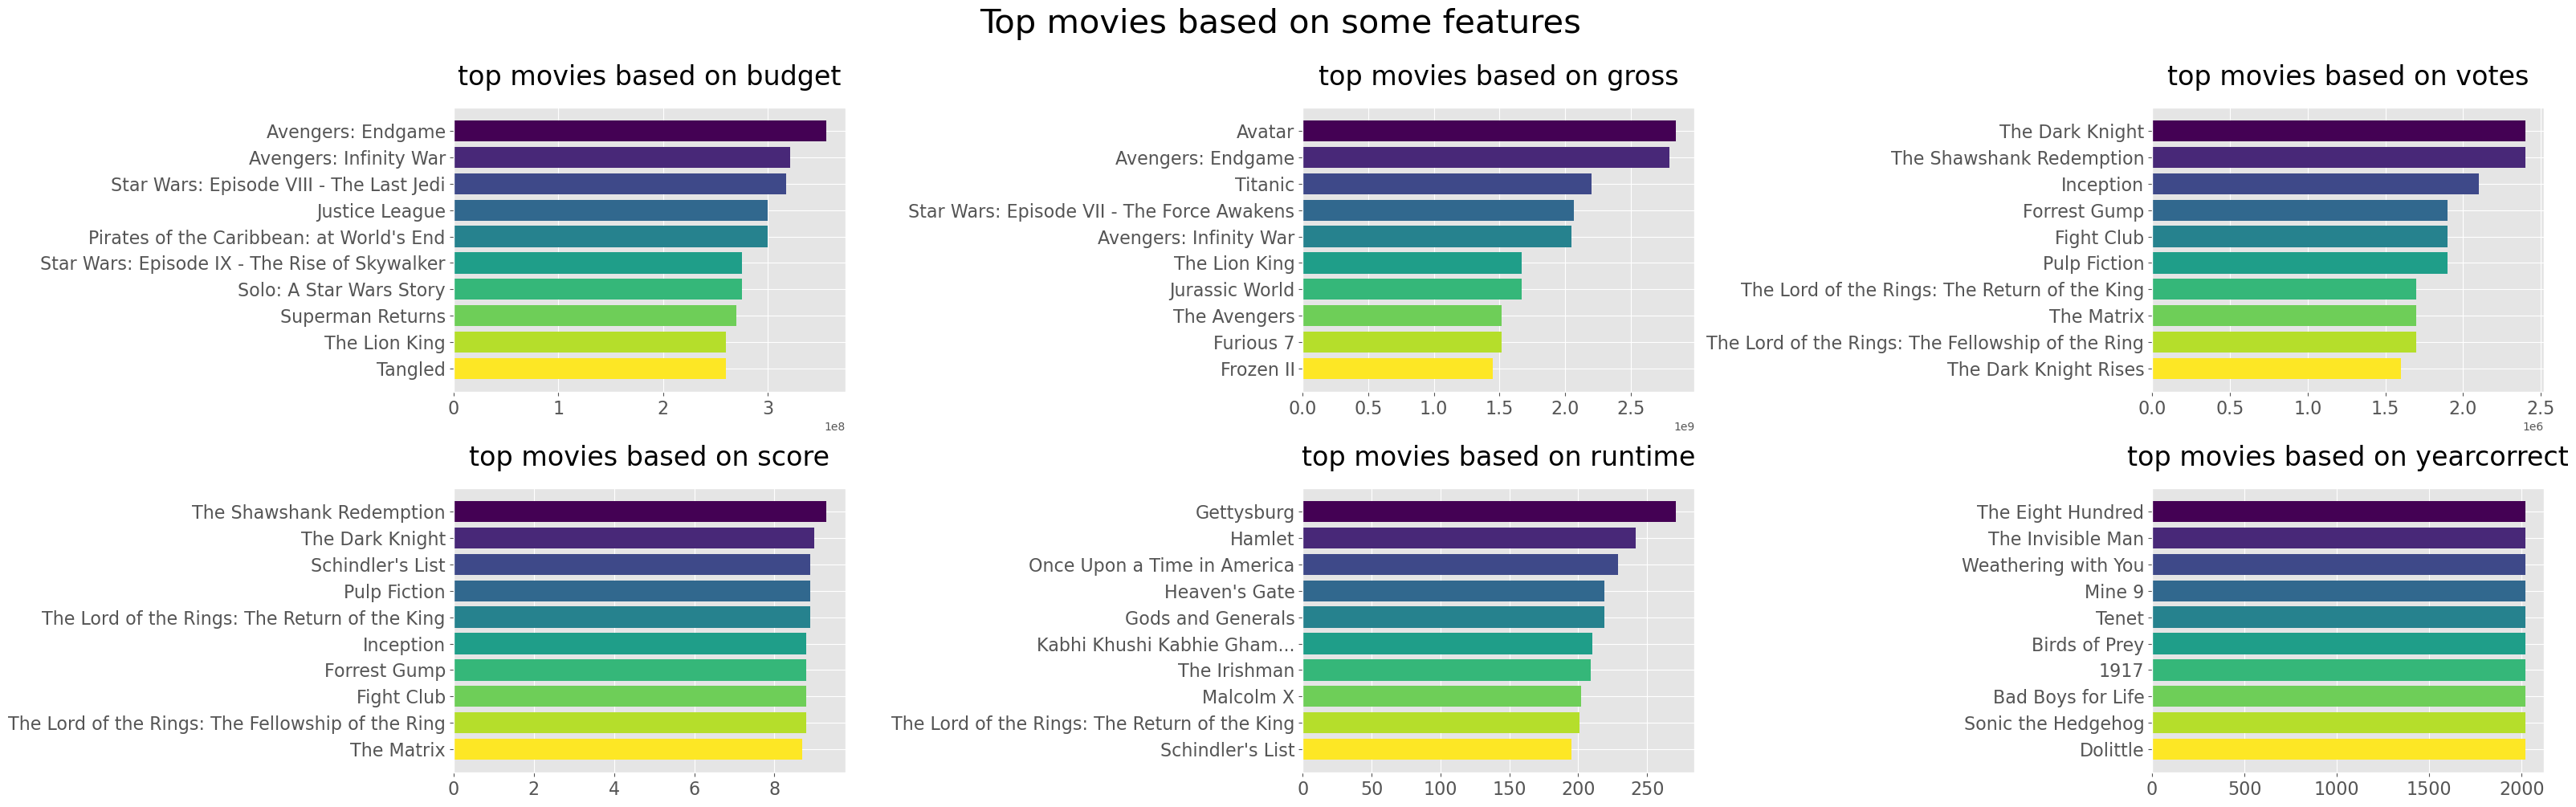 Top movies based on some features
top movies based on budget
Avengers: Endgame
Avengers: Infinity War
Star Wars: Episode VIII - The Last Jedi
Justice League
Pirates of the Caribbean: at World's End
Star Wars: Episode IX - The Rise of Skywalker
Solo: A Star Wars Story
Superman Returns
The Lion King
Tangled
0 1 2 3
1e8
top movies based on gross
Avatar
Avengers: Endgame
Titanic
Star Wars: Episode VII - The Force Awakens
Avengers: Infinity War
The Lion King
Jurassic World
The Avengers
Furious 7
Frozen II
0.0 0.5 1.0 1.5 2.0 2.5
1e9
top movies based on votes
The Dark Knight
The Shawshank Redemption
Inception
Forrest Gump
Fight Club
Pulp Fiction
The Lord of the Rings: The Return of the King
The Matrix
The Lord of the Rings: The Fellowship of the Ring
The Dark Knight Rises
0.0 0.5 1.0 1.5 2.0 2.5
1e6
top movies based on score
The Shawshank Redemption
The Dark Knight
Schindler's List
Pulp Fiction
The Lord of the Rings: The Return of the King
Inception
Forrest Gump
Fight Club
The Lord of the Rings: The Fellowship of the Ring
The Matrix
0 2 4 6 8
top movies based on runtime
Gettysburg
Hamlet
Once Upon a Time in America
Heaven's Gate
Gods and Generals
Kabhi Khushi Kabhie Gham...
The Irishman
Malcolm X
The Lord of the Rings: The Return of the King
Schindler's List
0 50 100 150 200 250
top movies based on yearcorrect
The Eight Hundred
The Invisible Man
Weathering with You
Mine 9
Tenet
Birds of Prey
1917
Bad Boys for Life
Sonic the Hedgehog
Dolittle
0 500 1000 1500 2000